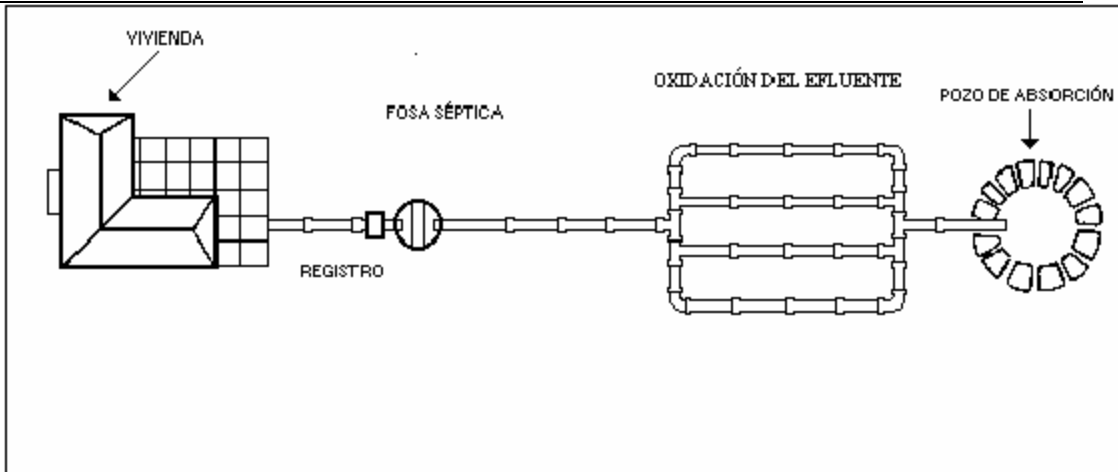 VIVIENDA
OXIDACIÓN DEL EFLUENTE
POZO DE ABSORCIÓN
FOSA SÉPTICA
REGISTRO